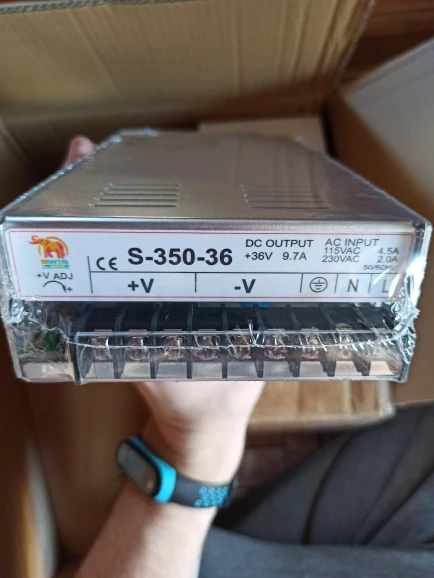 S-350-36
DC OUTPUT
+36V 9.7A
AC INPUT
115VAC 4.5A
230VAC 2.0A
50/60Hz
+V ADJ
+
CE
+V
-V
N
L